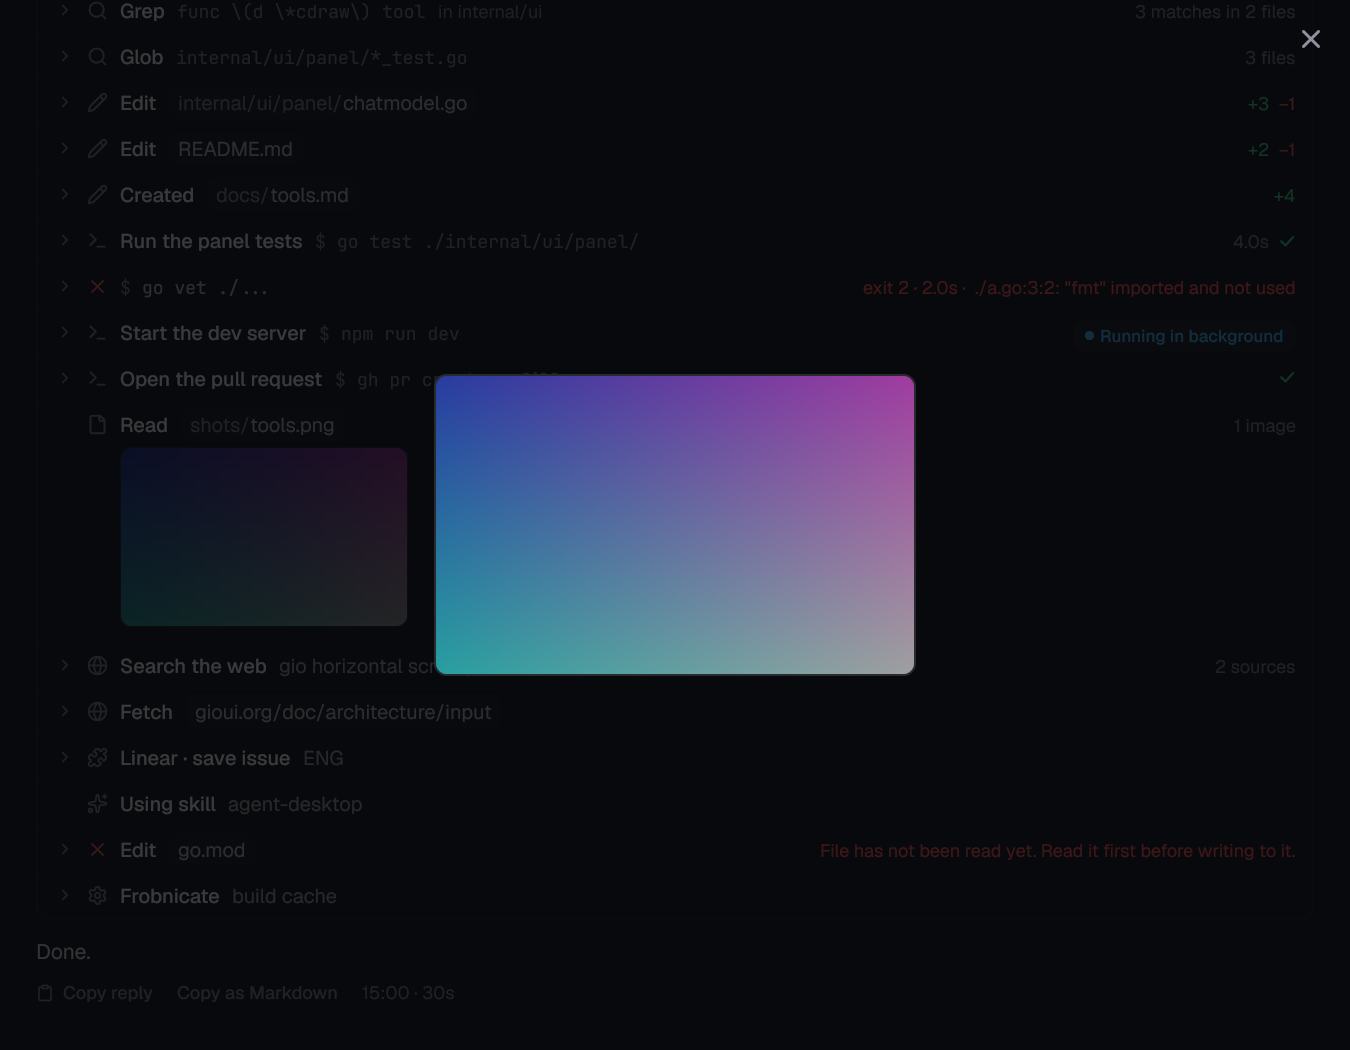 Grep func \(d \*cdraw\) tool in internal/ui 3 matches in 2 files
Glob internal/ui/panel/*_test.go 3 files
Edit internal/ui/panel/chatmodel.go +3 −1
Edit README.md +2 −1
Created docs/tools.md +4
Run the panel tests $ go test ./internal/ui/panel/ 4.0s
$ go vet ./... exit 2 · 2.0s · ./a.go:3:2: "fmt" imported and not used
Start the dev server $ npm run dev Running in background
Open the pull request $ gh pr
Read shots/tools.png 1 image
Search the web gio horizontal 2 sources
Fetch gioui.org/doc/architecture/input
Linear · save issue ENG
Using skill agent-desktop
Edit go.mod File has not been read yet. Read it first before writing to it.
Frobnicate build cache
Done.
Copy reply Copy as Markdown 15:00 · 30s